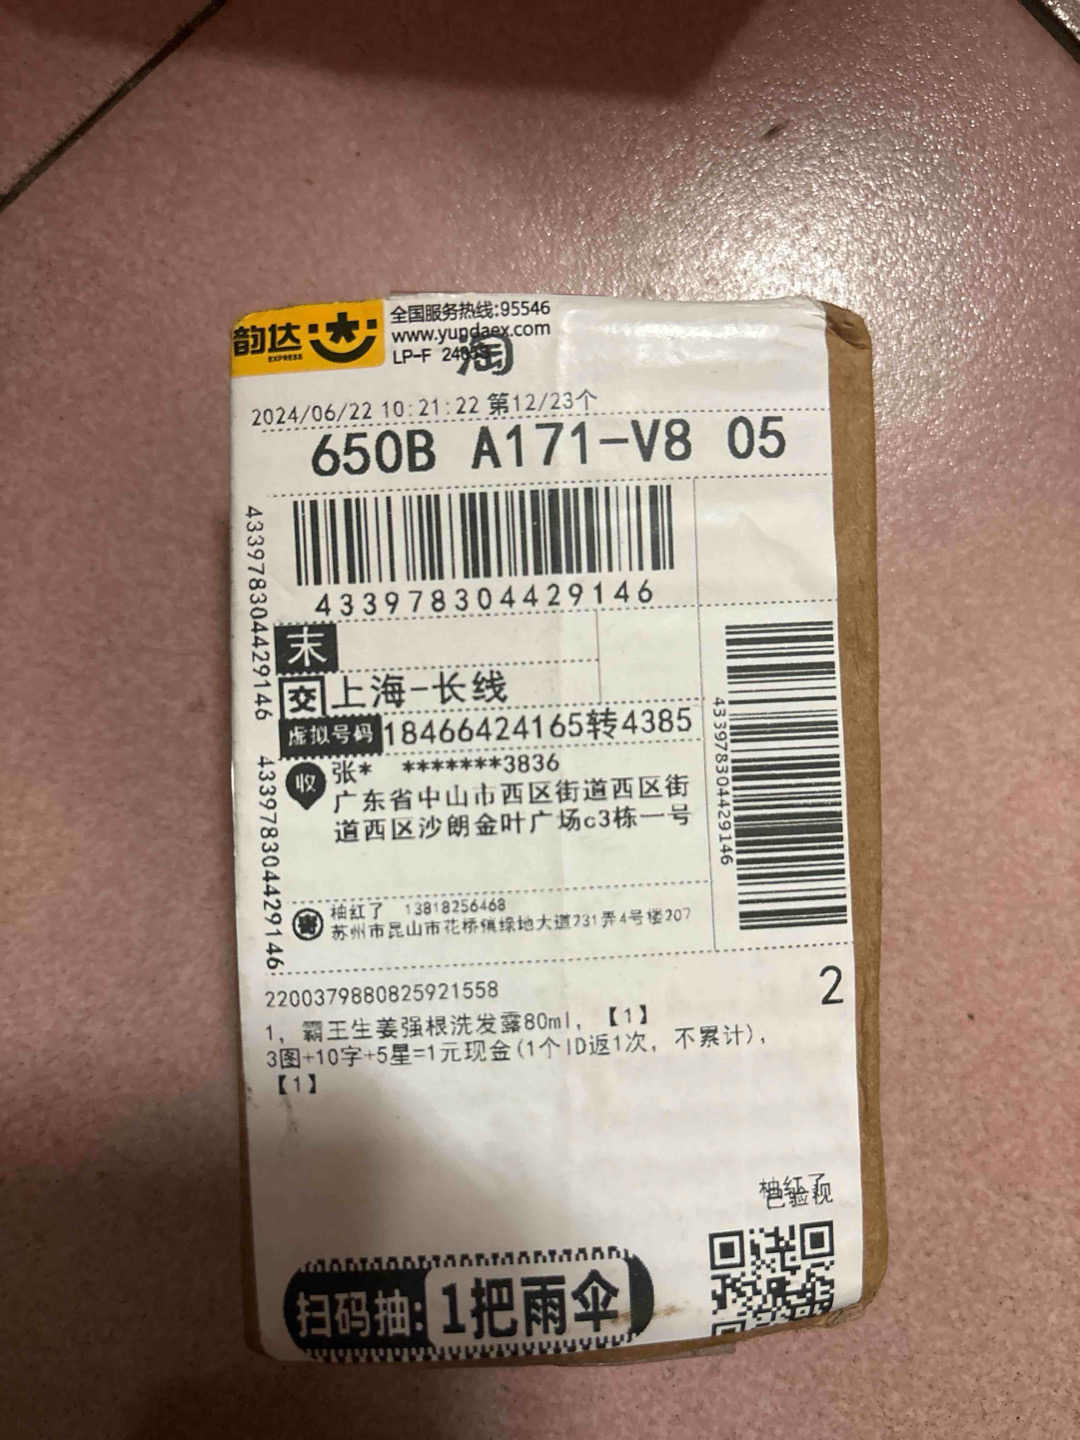 韵达
EXPRESS
全国服务热线:95546
www.yundaex.com
LP-F
淘
2024/06/22 10:21:22 第12/23个
650B A171-V8 05
433978304429146
433978304429146
433978304429146
433978304429146
末
交 上海-长线
虚拟号码 18466424165转4385
收
张* *******3836
广东省中山市西区街道西区街
道西区沙朗金叶广场c3栋一号
寄
柚红了 13818256468
苏州市昆山市花桥镇绿地大道231弄4号楼207
2200379880825921558
2
1, 霸王生姜强根洗发露80ml, 【1】
3图+10字+5星=1元现金(1个ID返1次, 不累计),
【1】
柚红了
已验视
扫码抽: 1把雨伞